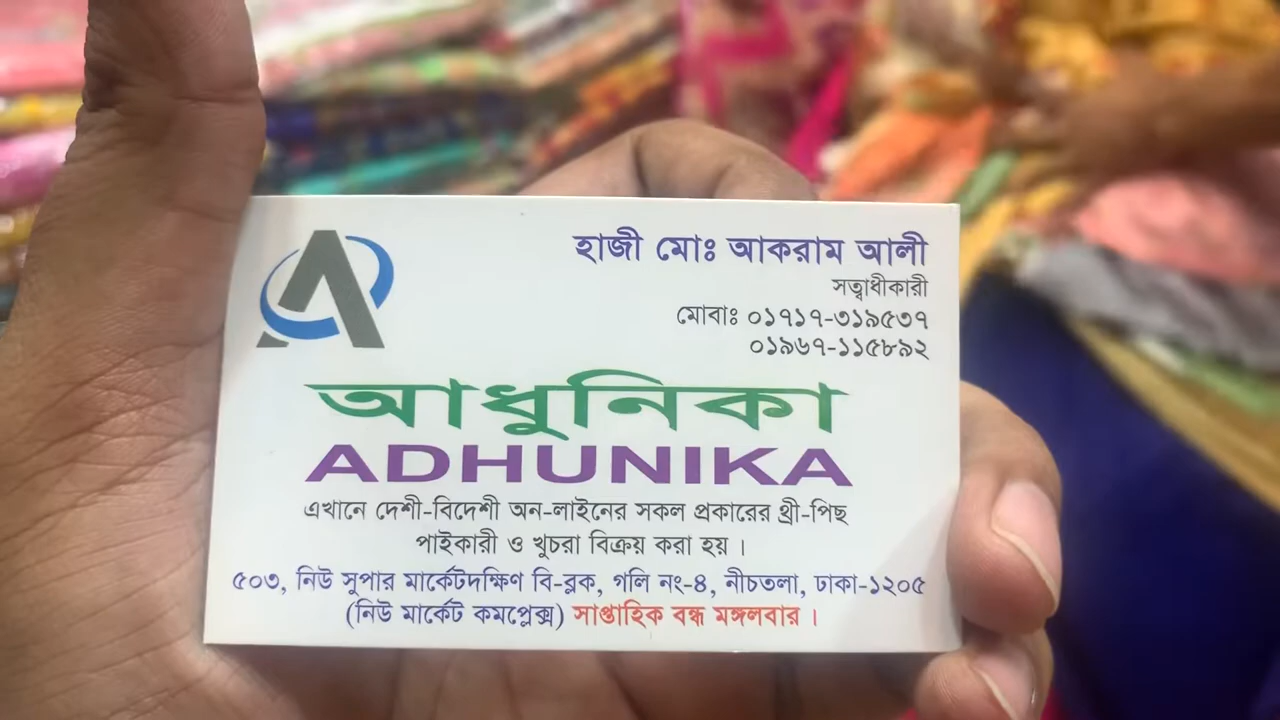 হাজী মোঃ আকরাম আলী
সত্বাধীকারী
মোবাঃ ০১৭১৭-৩১৯৫৩৭
০১৯৬৭-১১৫৮৯২
আধুনিকা
ADHUNIKA
এখানে দেশী-বিদেশী অন-লাইনের সকল প্রকারের থ্রী-পিছ
পাইকারী ও খুচরা বিক্রয় করা হয়।
৫০৩, নিউ সুপার মার্কেটদক্ষিণ বি-ব্লক, গলি নং-৪, নীচতলা, ঢাকা-১২০৫
(নিউ মার্কেট কমপ্লেক্স) সাপ্তাহিক বন্ধ মঙ্গলবার।